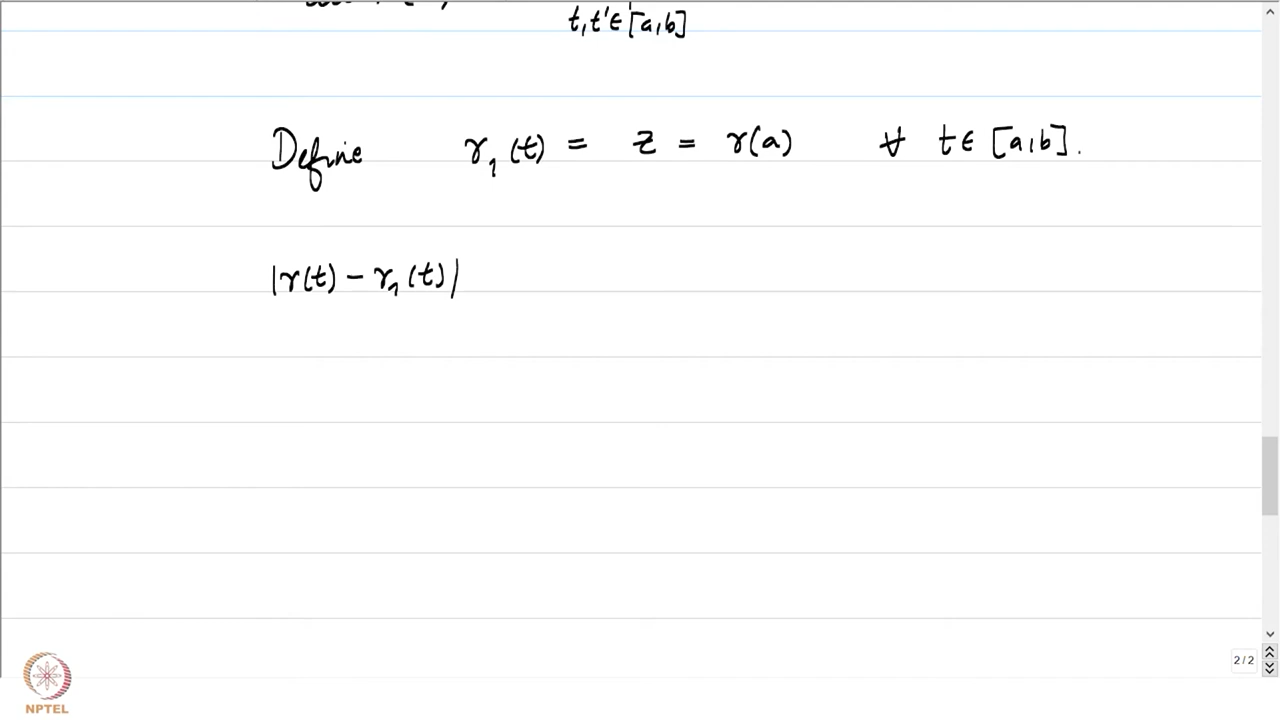 t, t' ∈ [a, b]
Define γ₁(t) = z = γ(a) ∀ t ∈ [a, b].
|γ(t) − γ₁(t)|
2 / 2
NPTEL